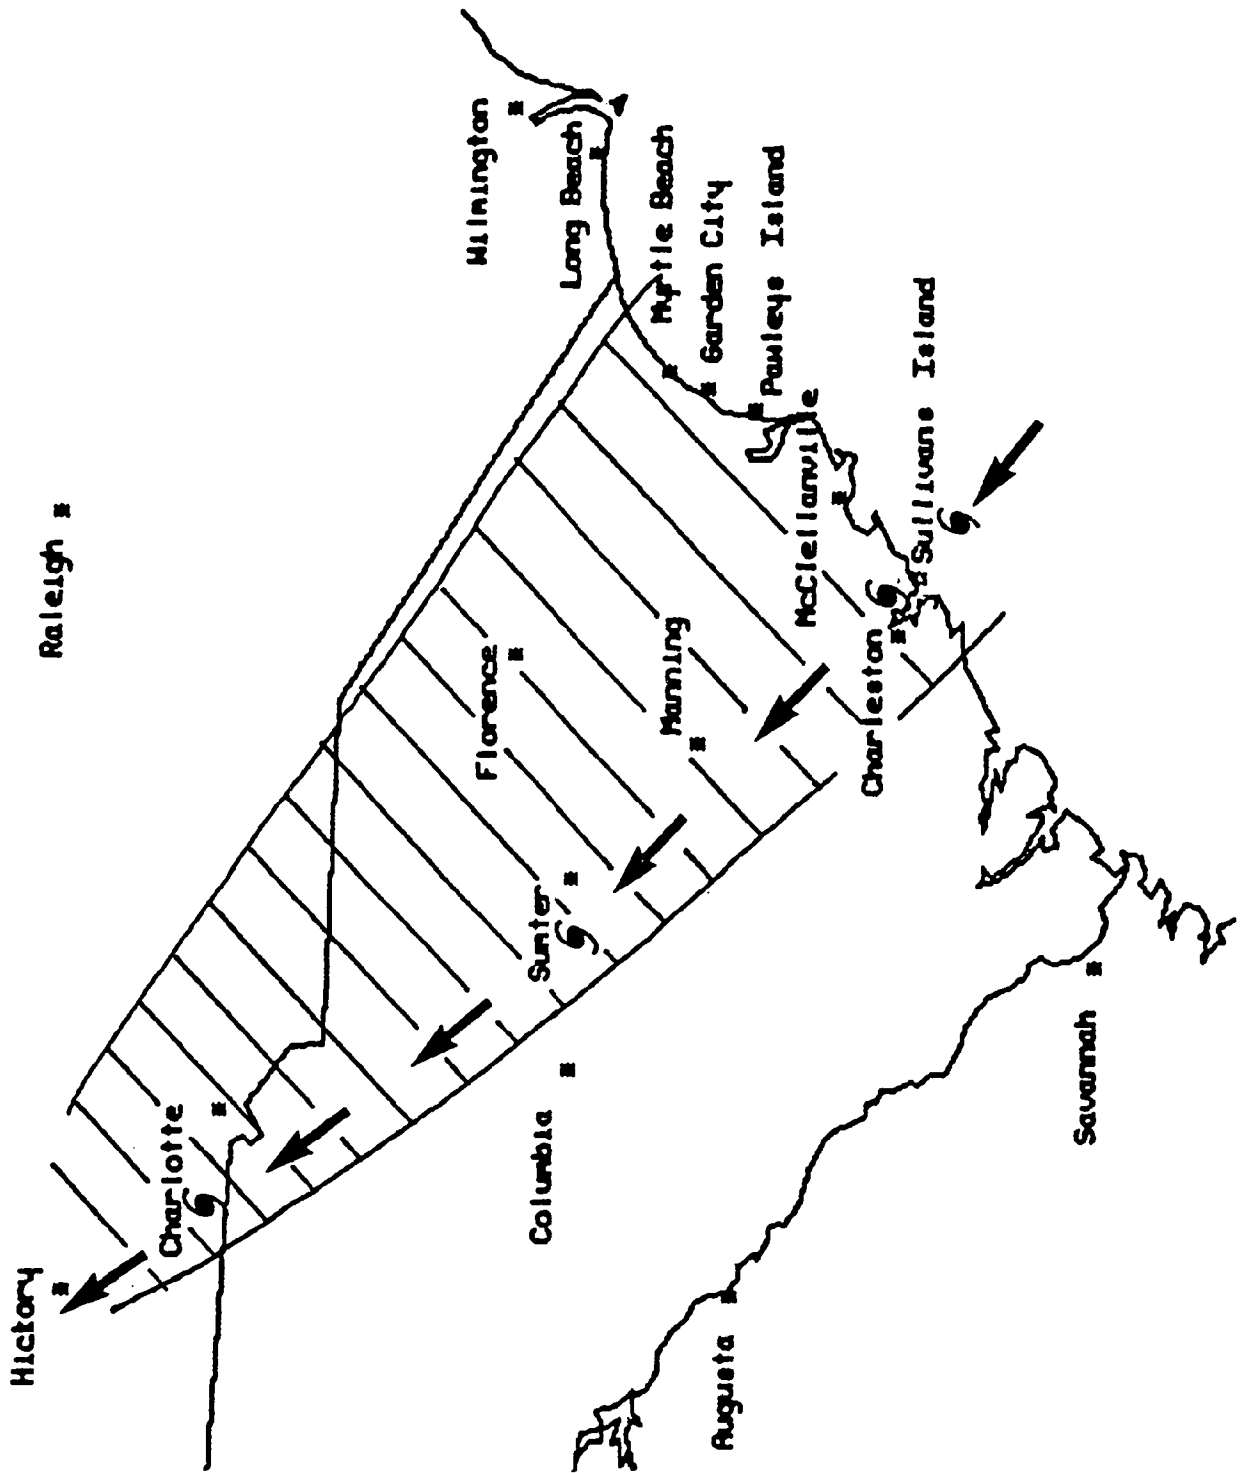 Hickory
Raleigh
Charlotte
Wilmington
Long Beach
Myrtle Beach
Garden City
Pawleys Island
Florence
Sumter
Manning
McClellanville
Columbia
Charleston
Sullivans Island
Augusta
Savannah